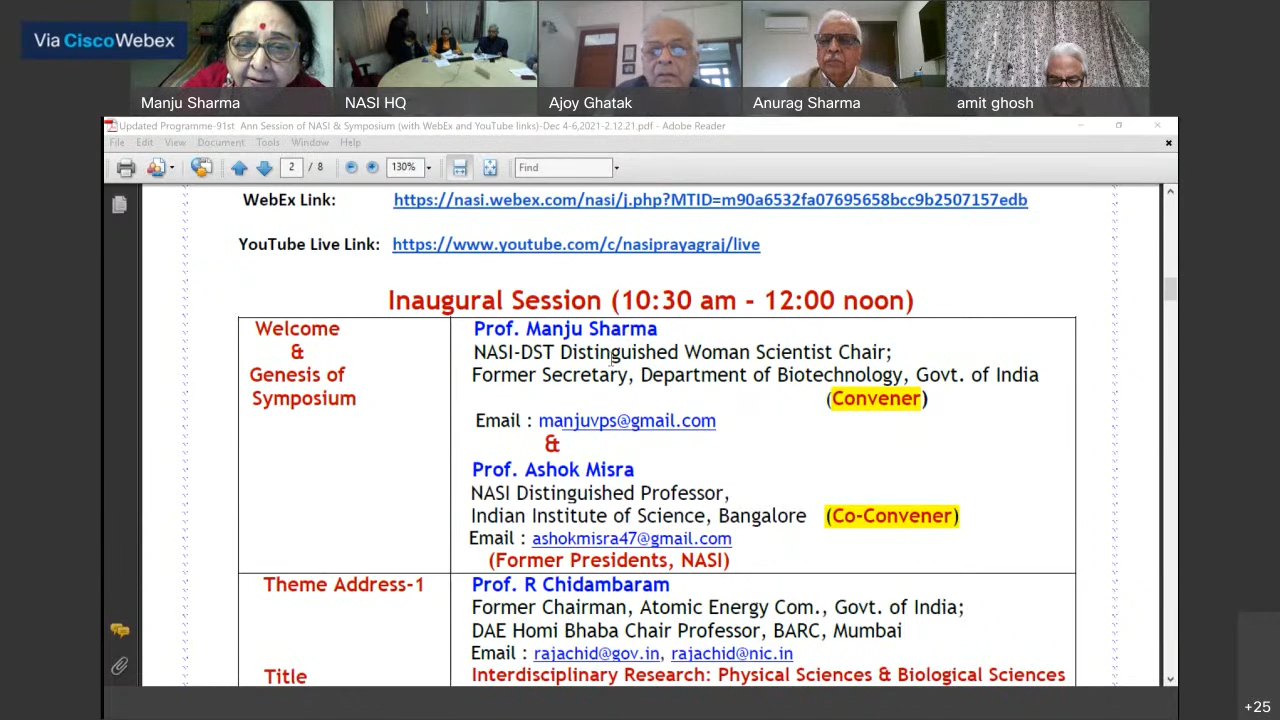 Via Cisco Webex
Manju Sharma
NASI HQ
Ajoy Ghatak
Anurag Sharma
amit ghosh
Updated Programme-91st Ann Session of NASI & Symposium (with WebEx and YouTube links)-Dec 4-6,2021-2.12.21.pdf - Adobe Reader
File Edit View Document Tools Window Help
2 / 8 130% Find
WebEx Link: https://nasi.webex.com/nasi/j.php?MTID=m90a6532fa07695658bcc9b2507157edb
YouTube Live Link: https://www.youtube.com/c/nasiprayagraj/live
Inaugural Session (10:30 am - 12:00 noon)
Welcome
&
Genesis of
Symposium
Prof. Manju Sharma
NASI-DST Distinguished Woman Scientist Chair;
Former Secretary, Department of Biotechnology, Govt. of India
(Convener)
Email : manjuvps@gmail.com
&
Prof. Ashok Misra
NASI Distinguished Professor,
Indian Institute of Science, Bangalore (Co-Convener)
Email : ashokmisra47@gmail.com
(Former Presidents, NASI)
Theme Address-1
Prof. R Chidambaram
Former Chairman, Atomic Energy Com., Govt. of India;
DAE Homi Bhaba Chair Professor, BARC, Mumbai
Email : rajachid@gov.in, rajachid@nic.in
Title Interdisciplinary Research: Physical Sciences & Biological Sciences
+25